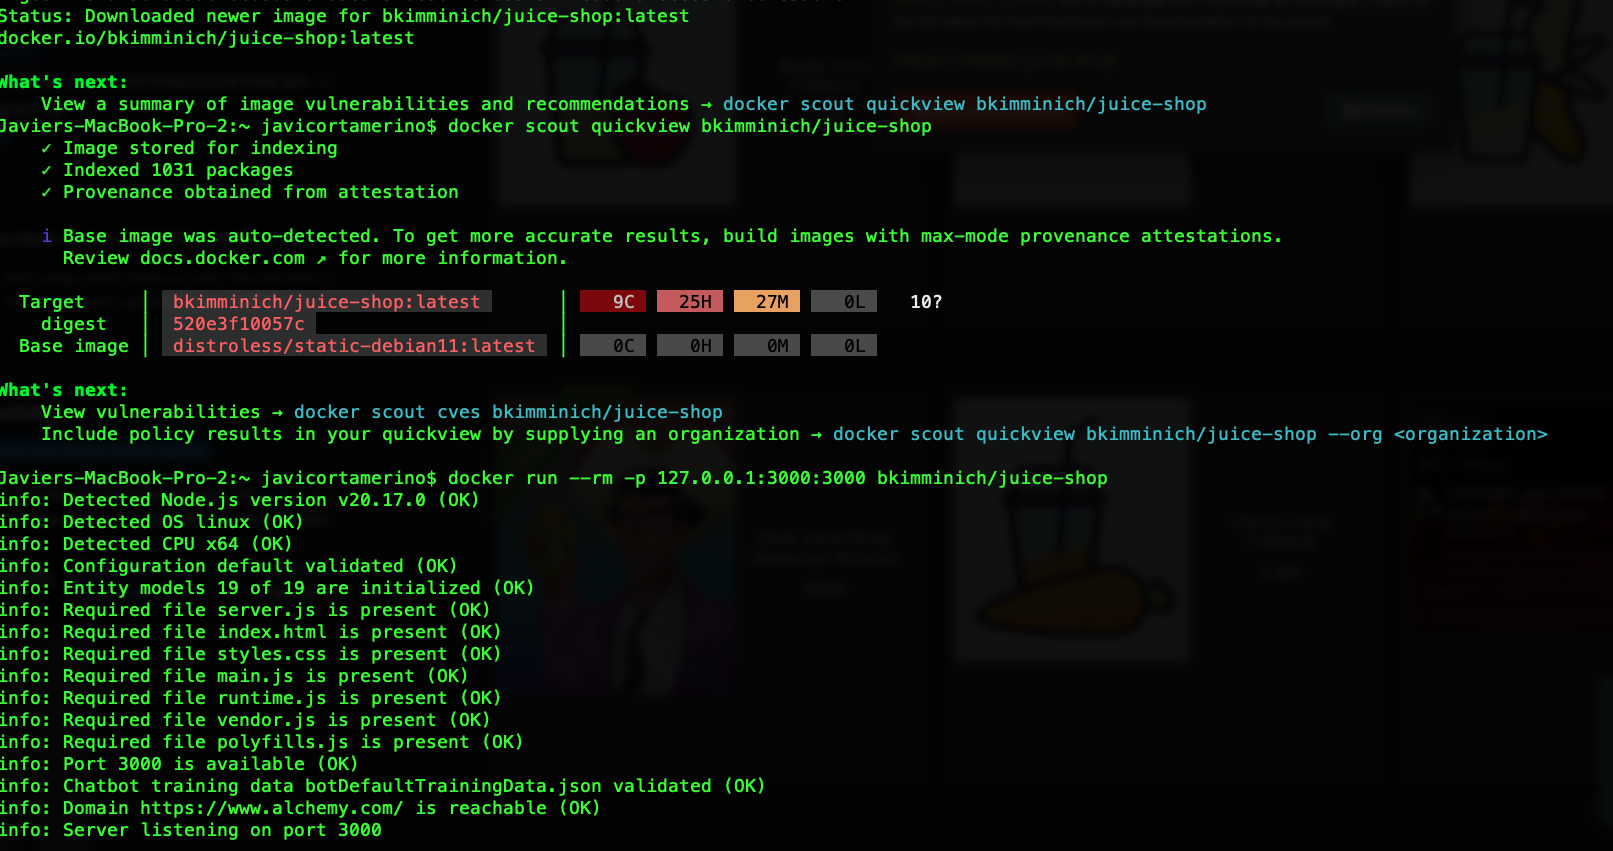 Status: Downloaded newer image for bkimminich/juice-shop:latest
docker.io/bkimminich/juice-shop:latest
What's next:
View a summary of image vulnerabilities and recommendations → docker scout quickview bkimminich/juice-shop
Javiers-MacBook-Pro-2:~ javicortamerino$ docker scout quickview bkimminich/juice-shop
✓ Image stored for indexing
✓ Indexed 1031 packages
✓ Provenance obtained from attestation
i Base image was auto-detected. To get more accurate results, build images with max-mode provenance attestations.
Review docs.docker.com ↗ for more information.
Target │ bkimminich/juice-shop:latest │ 9C 25H 27M 0L 10?
digest │ 520e3f10057c │
Base image │ distroless/static-debian11:latest │ 0C 0H 0M 0L
What's next:
View vulnerabilities → docker scout cves bkimminich/juice-shop
Include policy results in your quickview by supplying an organization → docker scout quickview bkimminich/juice-shop --org <organization>
Javiers-MacBook-Pro-2:~ javicortamerino$ docker run --rm -p 127.0.0.1:3000:3000 bkimminich/juice-shop
info: Detected Node.js version v20.17.0 (OK)
info: Detected OS linux (OK)
info: Detected CPU x64 (OK)
info: Configuration default validated (OK)
info: Entity models 19 of 19 are initialized (OK)
info: Required file server.js is present (OK)
info: Required file index.html is present (OK)
info: Required file styles.css is present (OK)
info: Required file main.js is present (OK)
info: Required file runtime.js is present (OK)
info: Required file vendor.js is present (OK)
info: Required file polyfills.js is present (OK)
info: Port 3000 is available (OK)
info: Chatbot training data botDefaultTrainingData.json validated (OK)
info: Domain https://www.alchemy.com/ is reachable (OK)
info: Server listening on port 3000